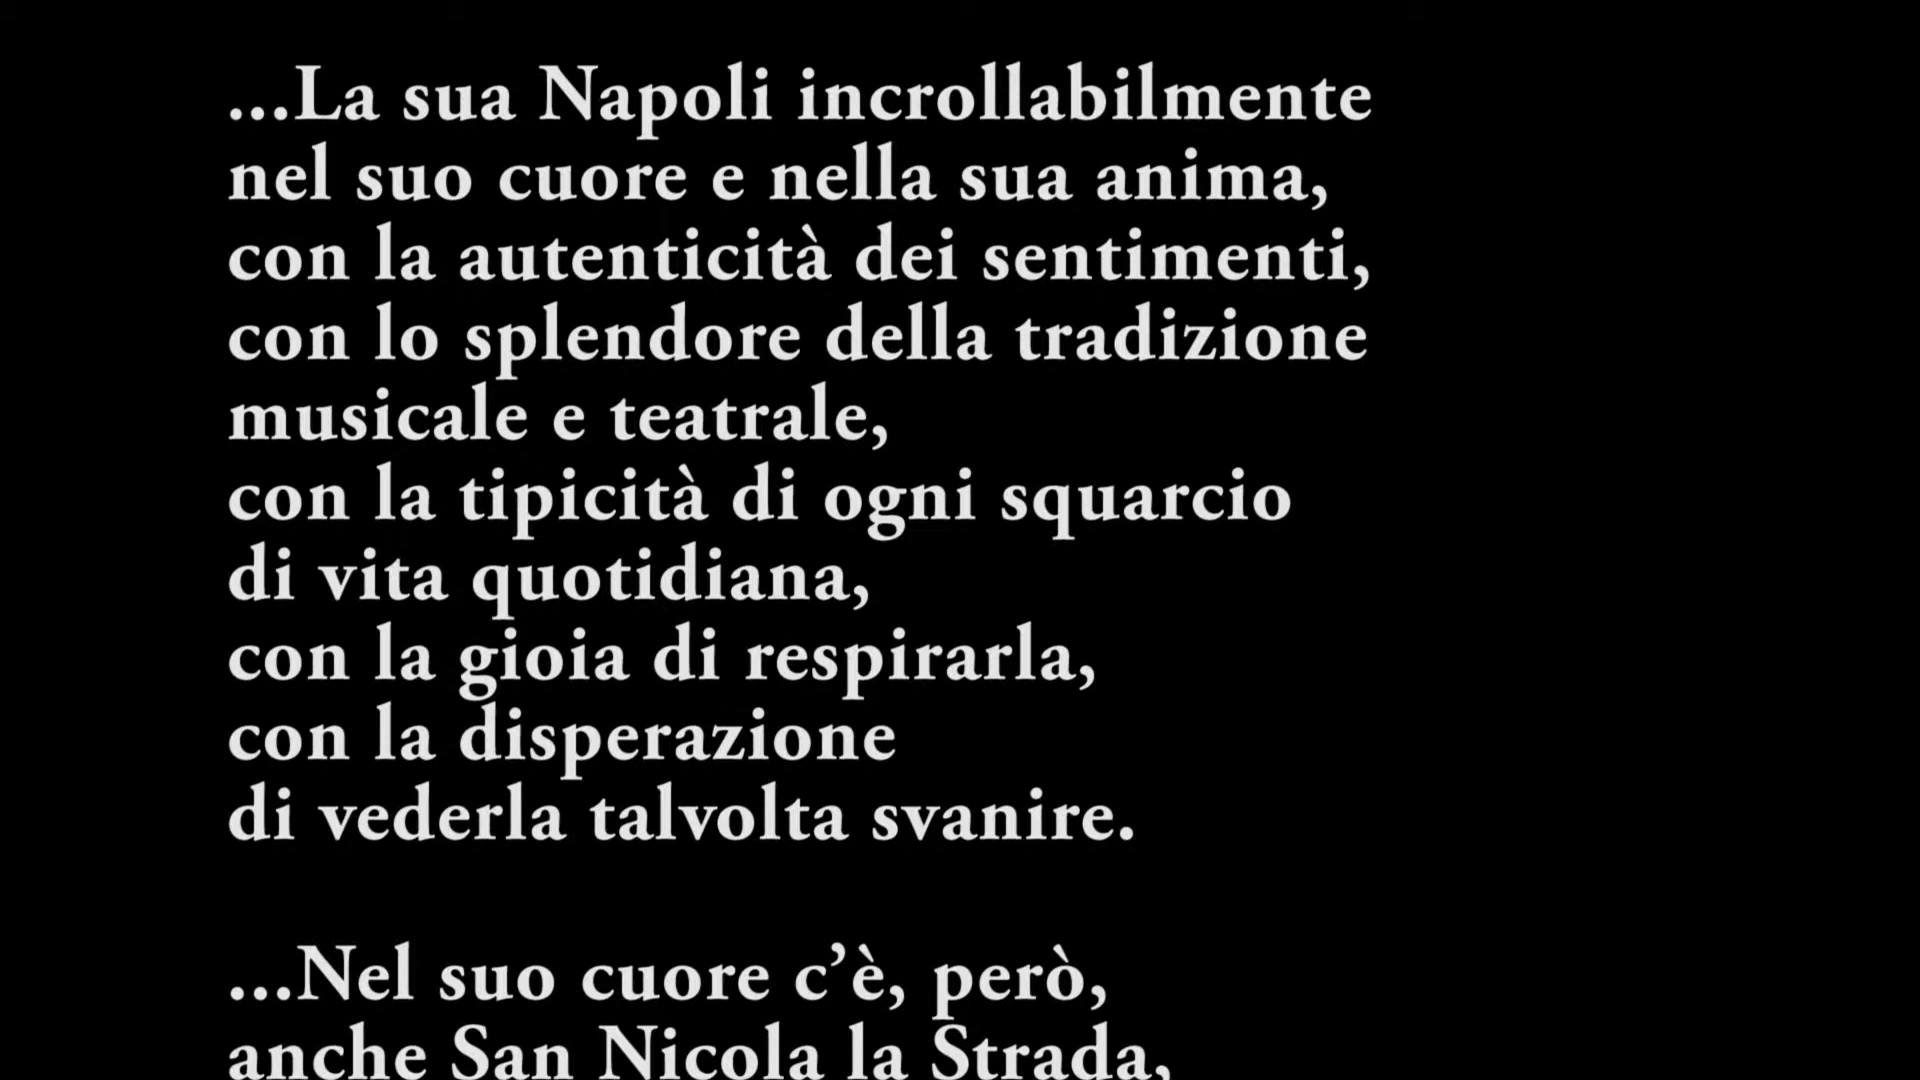 ...La sua Napoli incrollabilmente
nel suo cuore e nella sua anima,
con la autenticità dei sentimenti,
con lo splendore della tradizione
musicale e teatrale,
con la tipicità di ogni squarcio
di vita quotidiana,
con la gioia di respirarla,
con la disperazione
di vederla talvolta svanire.
...Nel suo cuore c’è, però,
anche San Nicola la Strada,